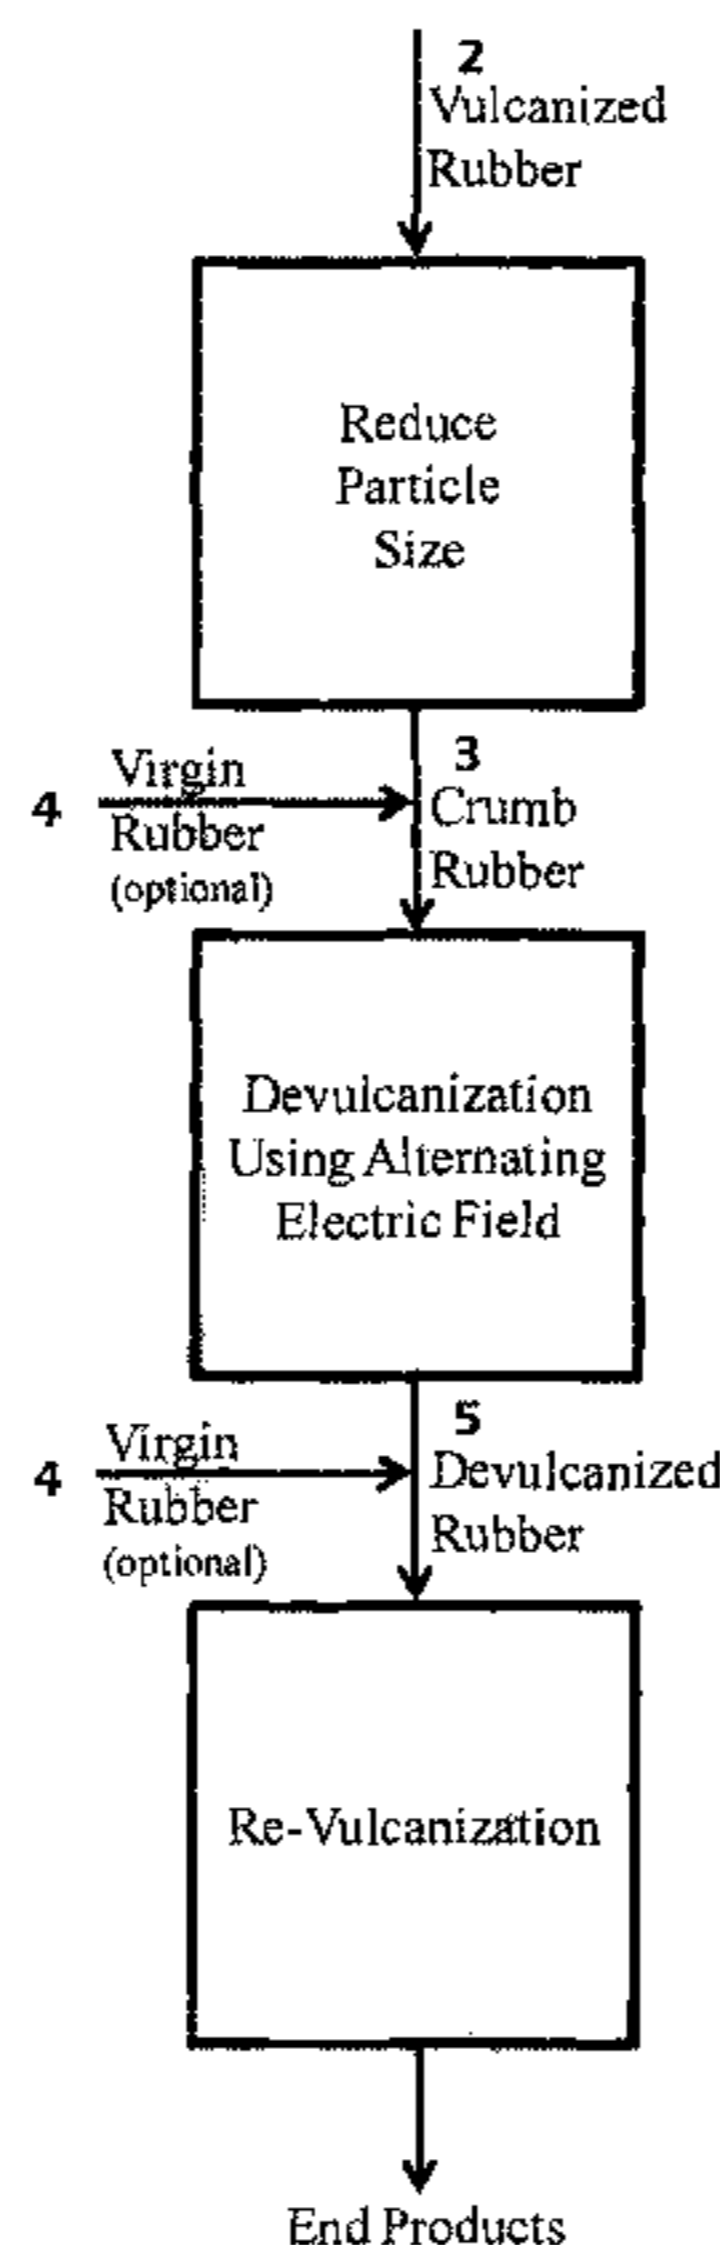 2
Vulcanized
Rubber
Reduce
Particle
Size
3
Crumb
Rubber
4
Virgin
Rubber
(optional)
Devulcanization
Using Alternating
Electric Field
5
Devulcanized
Rubber
4
Virgin
Rubber
(optional)
Re-Vulcanization
End Products